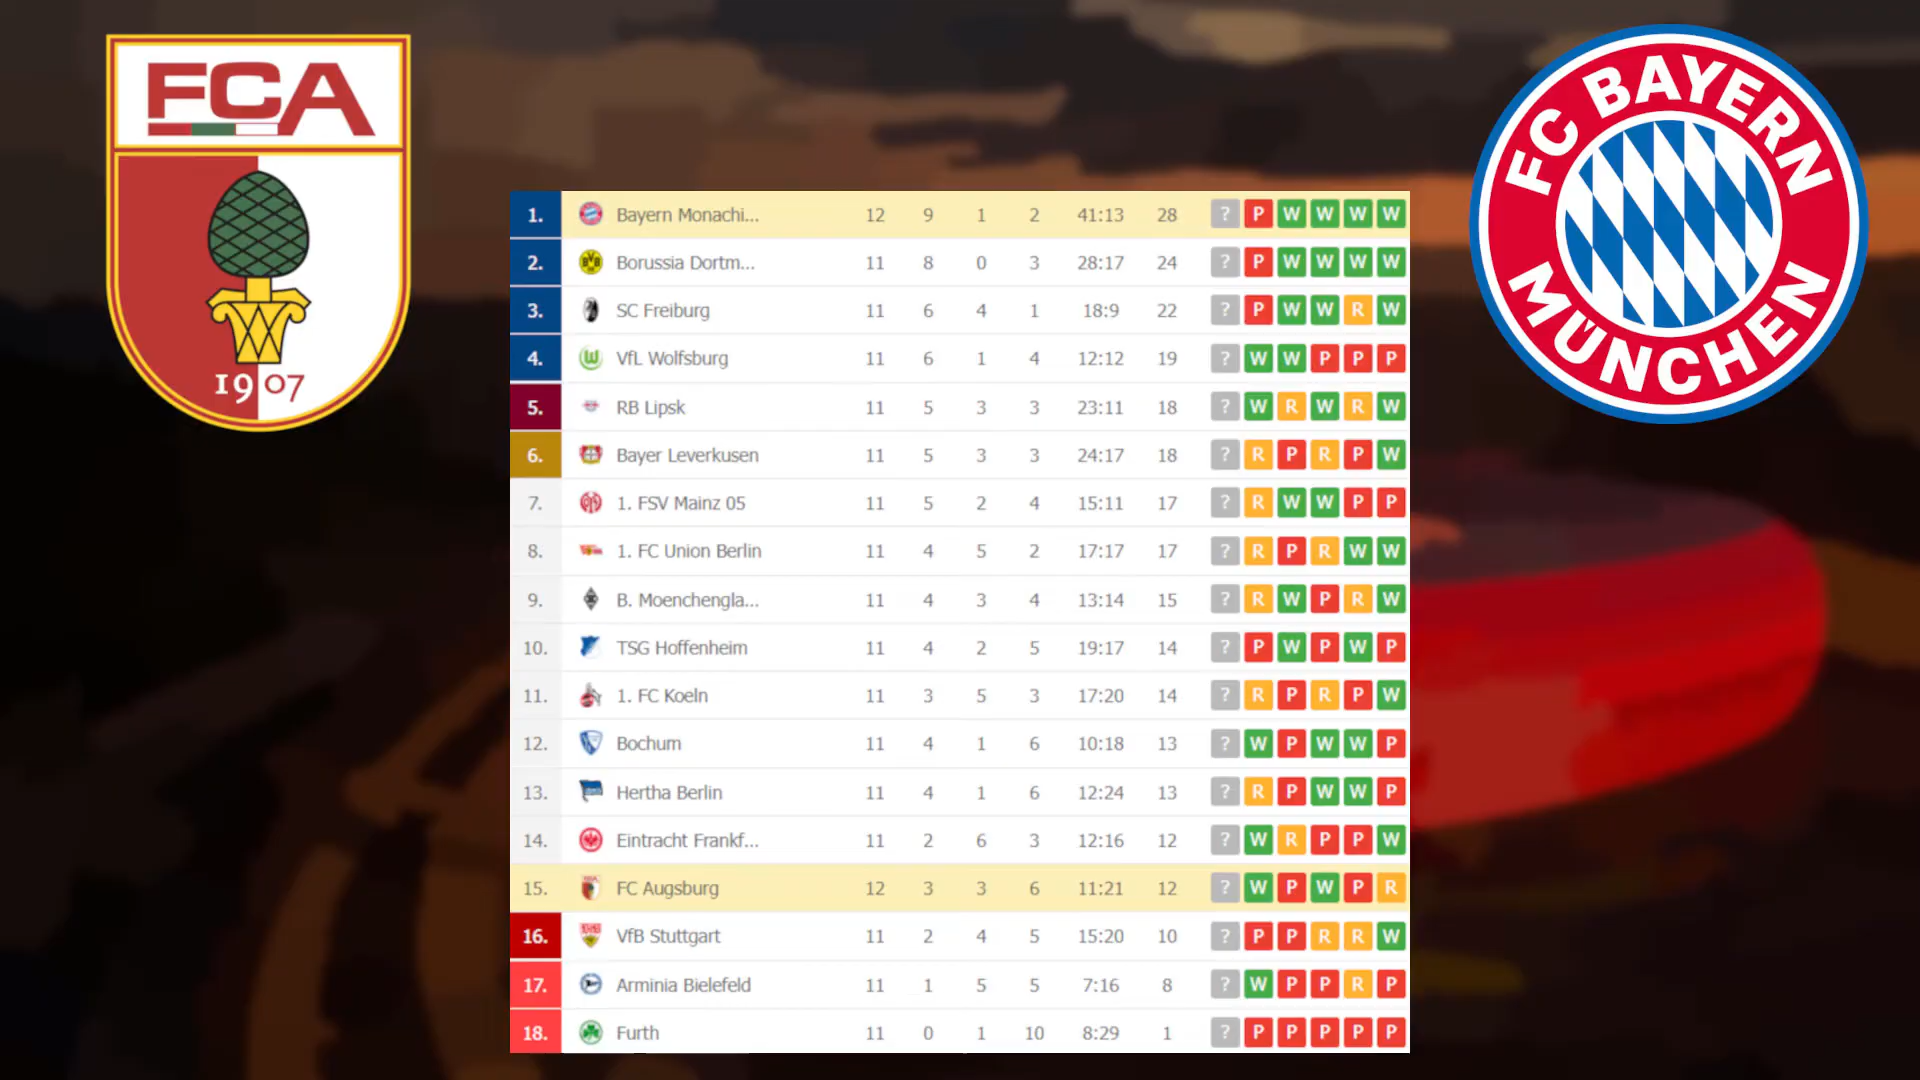 FCA
1907
FC BAYERN
MÜNCHEN
1. Bayern Monachi... 12 9 1 2 41:13 28 ? P W W W W
2. Borussia Dortm... 11 8 0 3 28:17 24 ? P W W W W
3. SC Freiburg 11 6 4 1 18:9 22 ? P W W R W
4. VfL Wolfsburg 11 6 1 4 12:12 19 ? W W P P P
5. RB Lipsk 11 5 3 3 23:11 18 ? W R W R W
6. Bayer Leverkusen 11 5 3 3 24:17 18 ? R P R P W
7. 1. FSV Mainz 05 11 5 2 4 15:11 17 ? R W W P P
8. 1. FC Union Berlin 11 4 5 2 17:17 17 ? R P R W W
9. B. Moenchengla... 11 4 3 4 13:14 15 ? R W P R W
10. TSG Hoffenheim 11 4 2 5 19:17 14 ? P W P W P
11. 1. FC Koeln 11 3 5 3 17:20 14 ? R P R P W
12. Bochum 11 4 1 6 10:18 13 ? W P W W P
13. Hertha Berlin 11 4 1 6 12:24 13 ? R P W W P
14. Eintracht Frankf... 11 2 6 3 12:16 12 ? W R P P W
15. FC Augsburg 12 3 3 6 11:21 12 ? W P W P R
16. VfB Stuttgart 11 2 4 5 15:20 10 ? P P R R W
17. Arminia Bielefeld 11 1 5 5 7:16 8 ? W P P R P
18. Furth 11 0 1 10 8:29 1 ? P P P P P